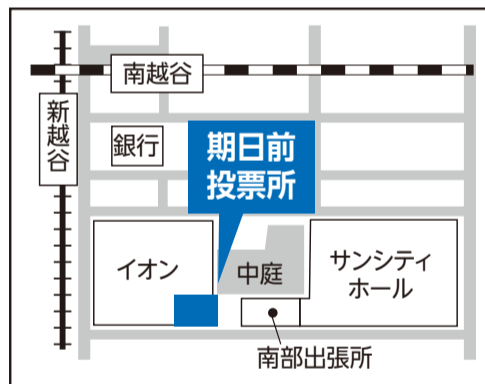 南越谷
新越谷
銀行
期日前
投票所
イオン
中庭
サンシティ
ホール
南部出張所